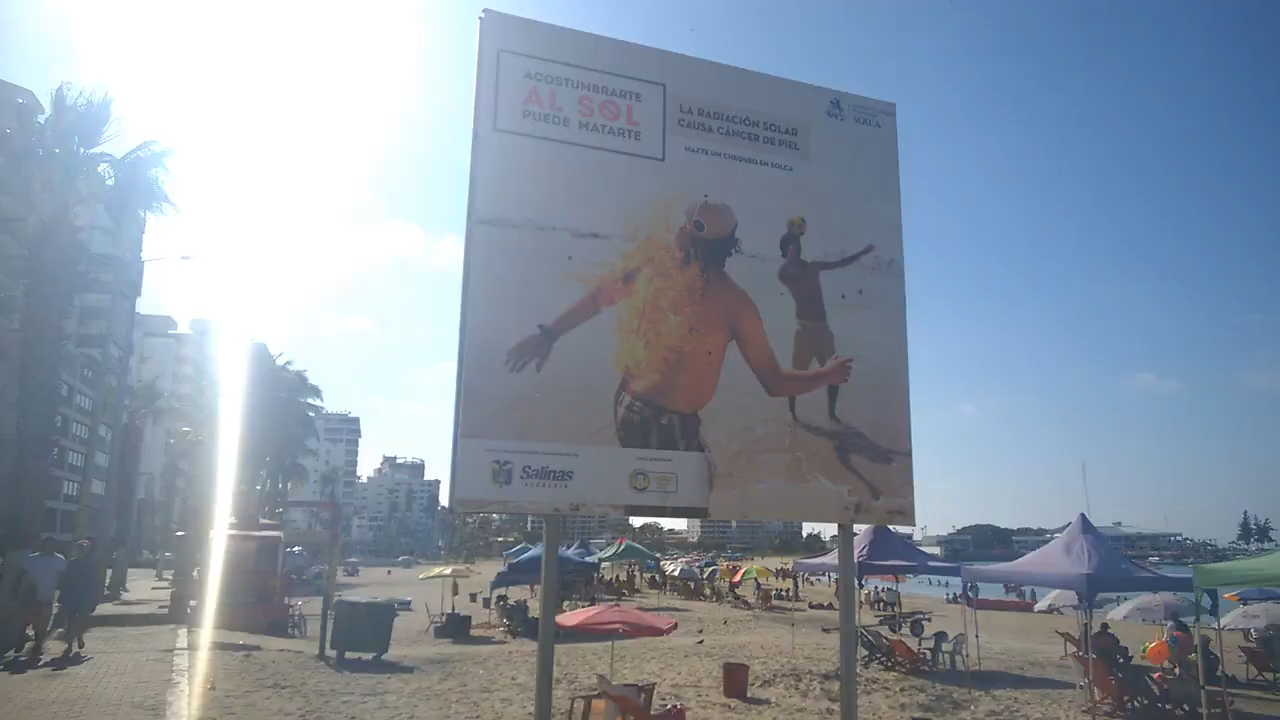 ACOSTUMBRARTE
AL SOL
PUEDE MATARTE
LA RADIACIÓN SOLAR
CAUSA CÁNCER DE PIEL
HAZTE UN CHEQUEO EN SOLCA
SOLCA
Salinas
ALCALDÍA